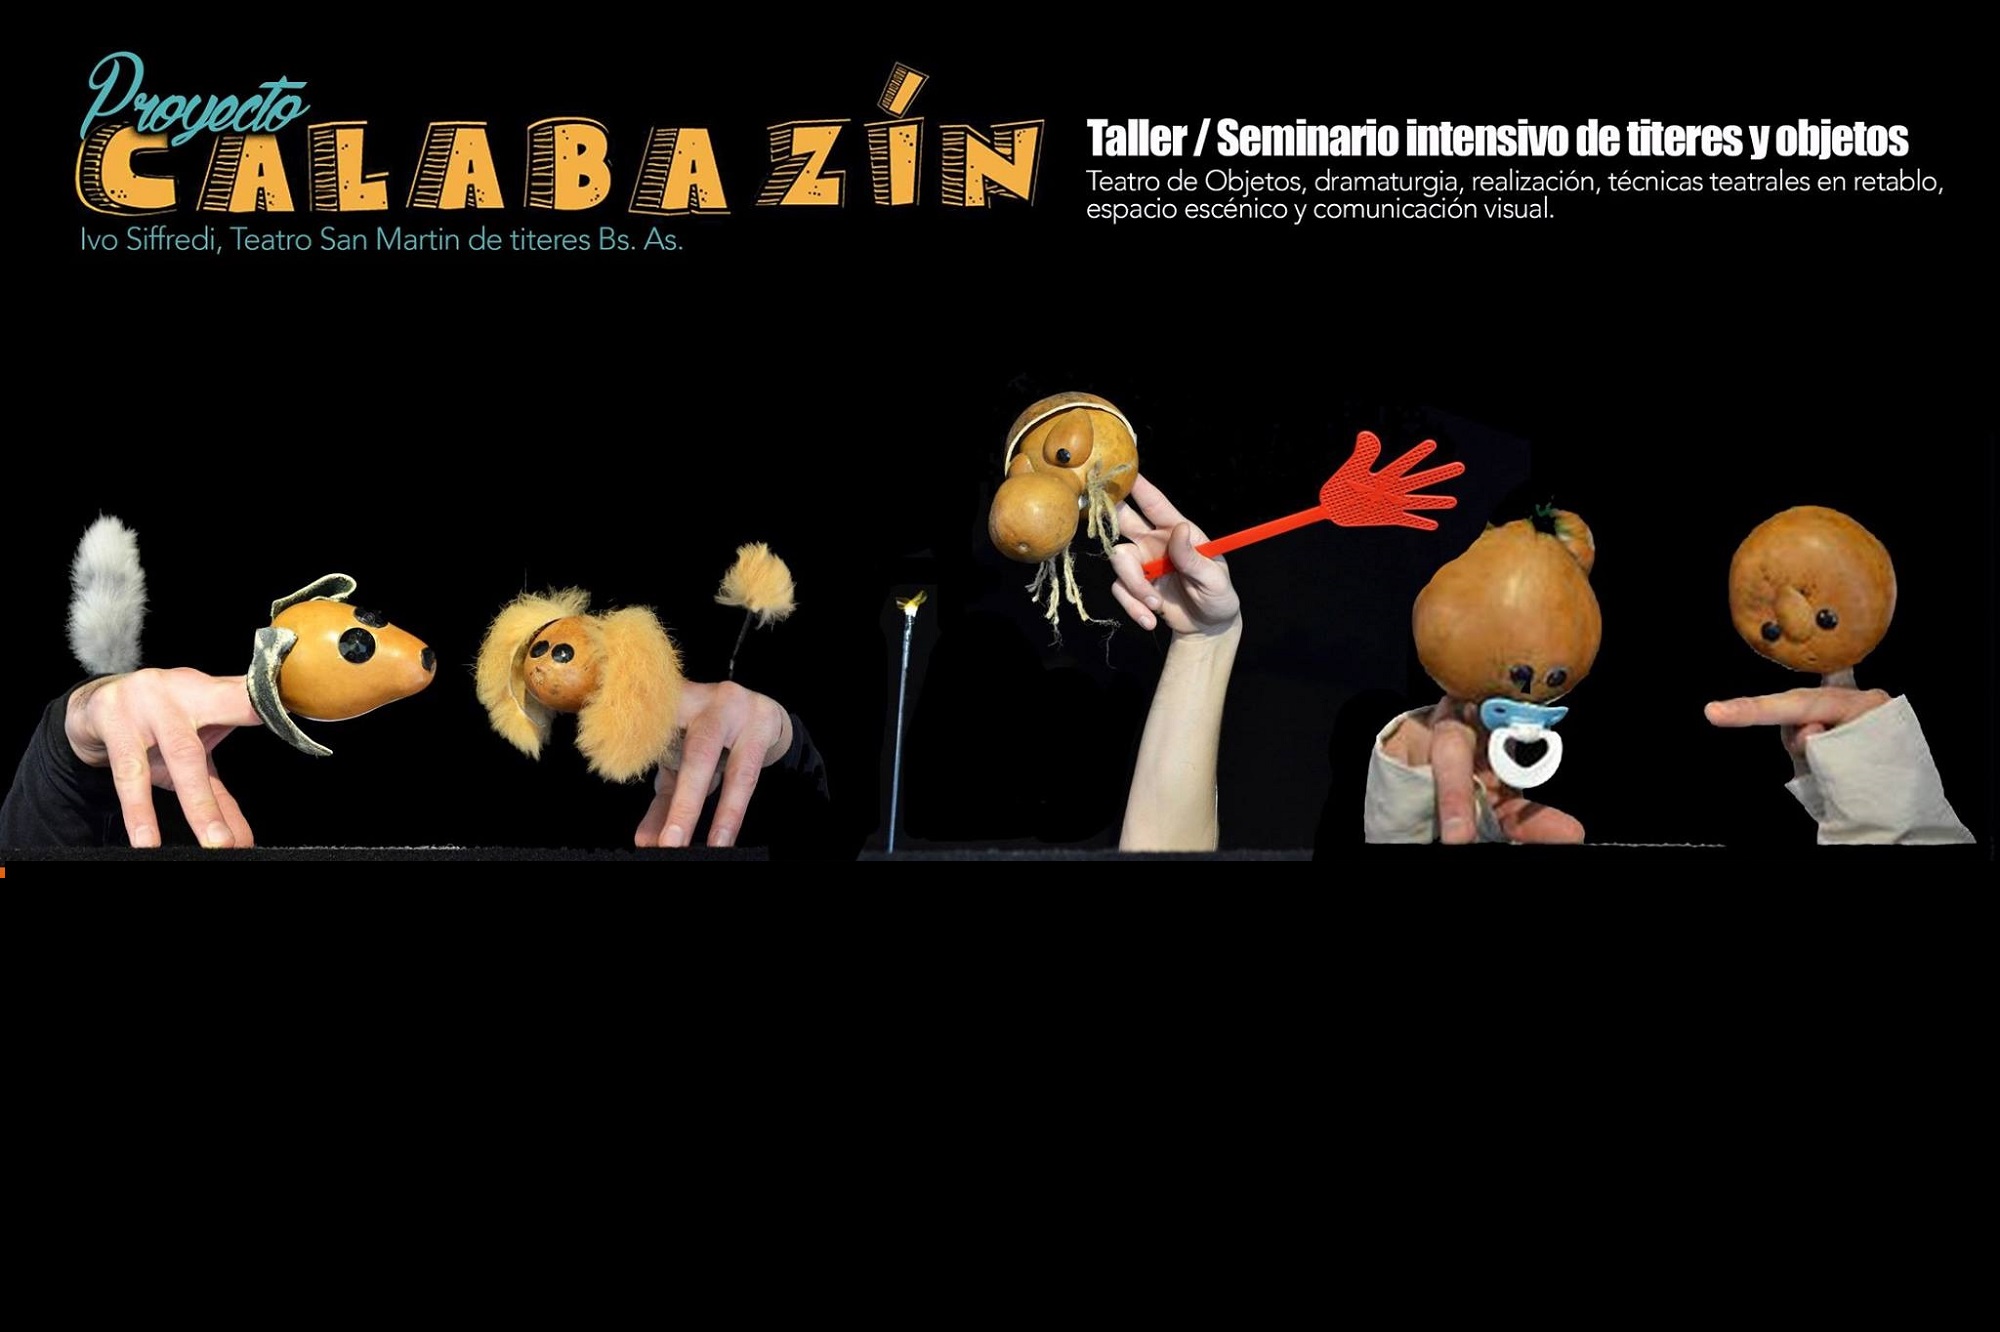 Proyecto
CALABAZÍN
Ivo Siffredi, Teatro San Martin de titeres Bs. As.
Taller / Seminario intensivo de titeres y objetos
Teatro de Objetos, dramaturgia, realización, técnicas teatrales en retablo,
espacio escénico y comunicación visual.